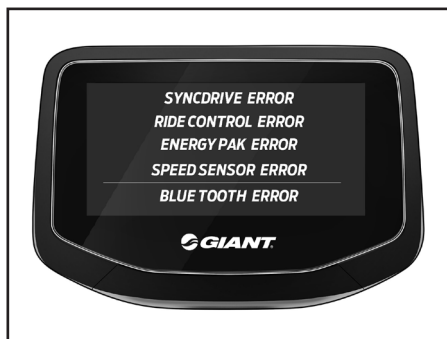 SYNCDRIVE ERROR
RIDE CONTROL ERROR
ENERGY PAK ERROR
SPEED SENSOR ERROR
BLUE TOOTH ERROR
GIANT